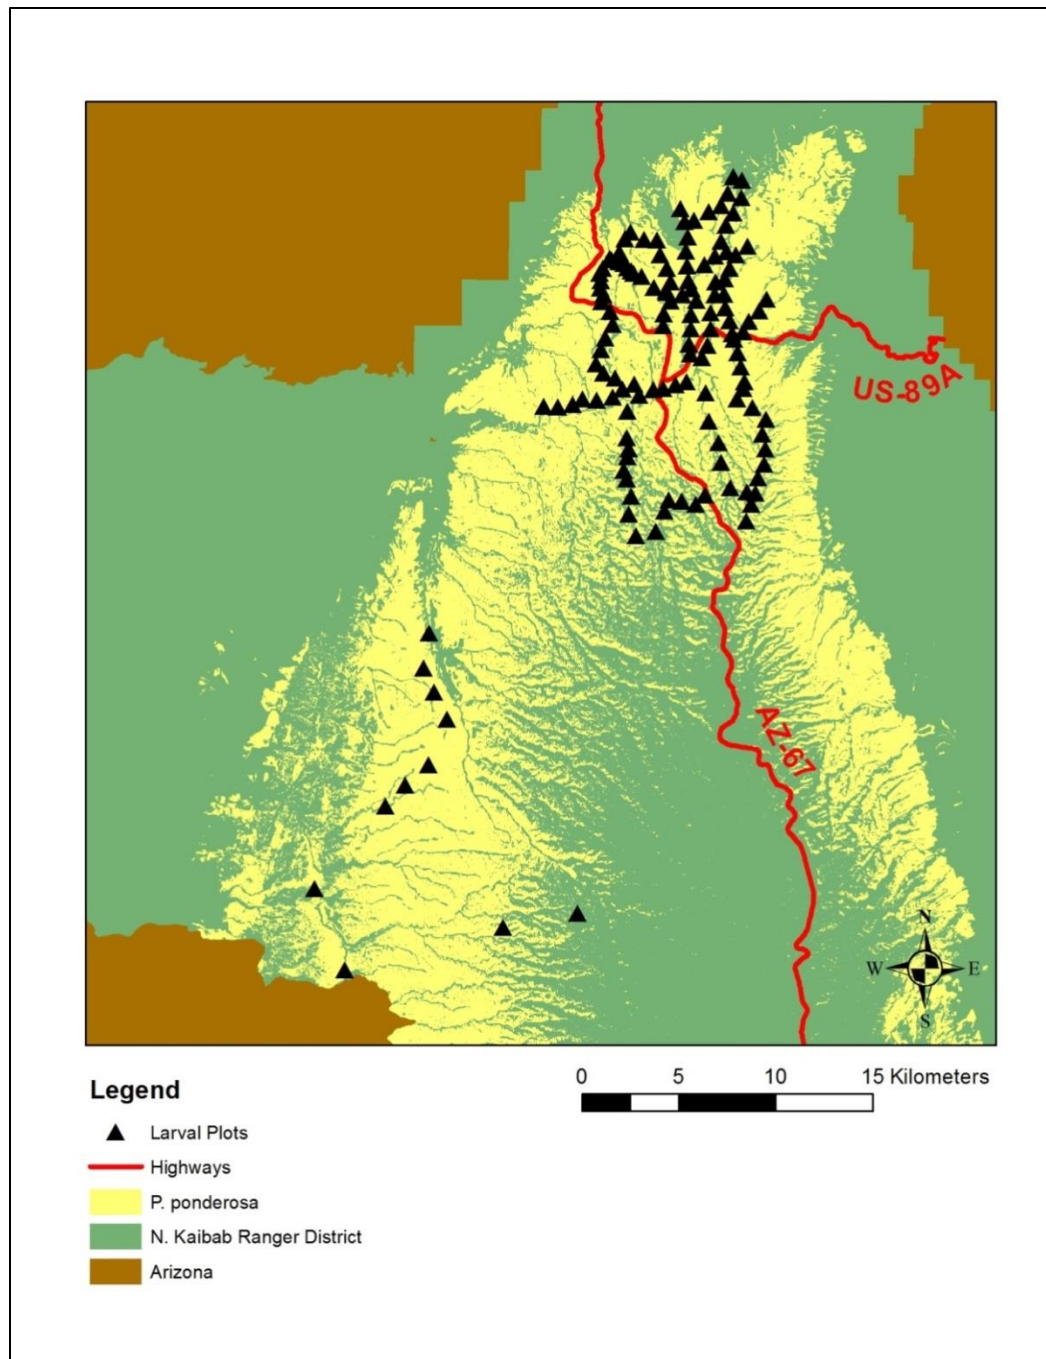 US-89A
AZ-67
N
W E
S
0 5 10 15 Kilometers
Legend
Larval Plots
Highways
P. ponderosa
N. Kaibab Ranger District
Arizona